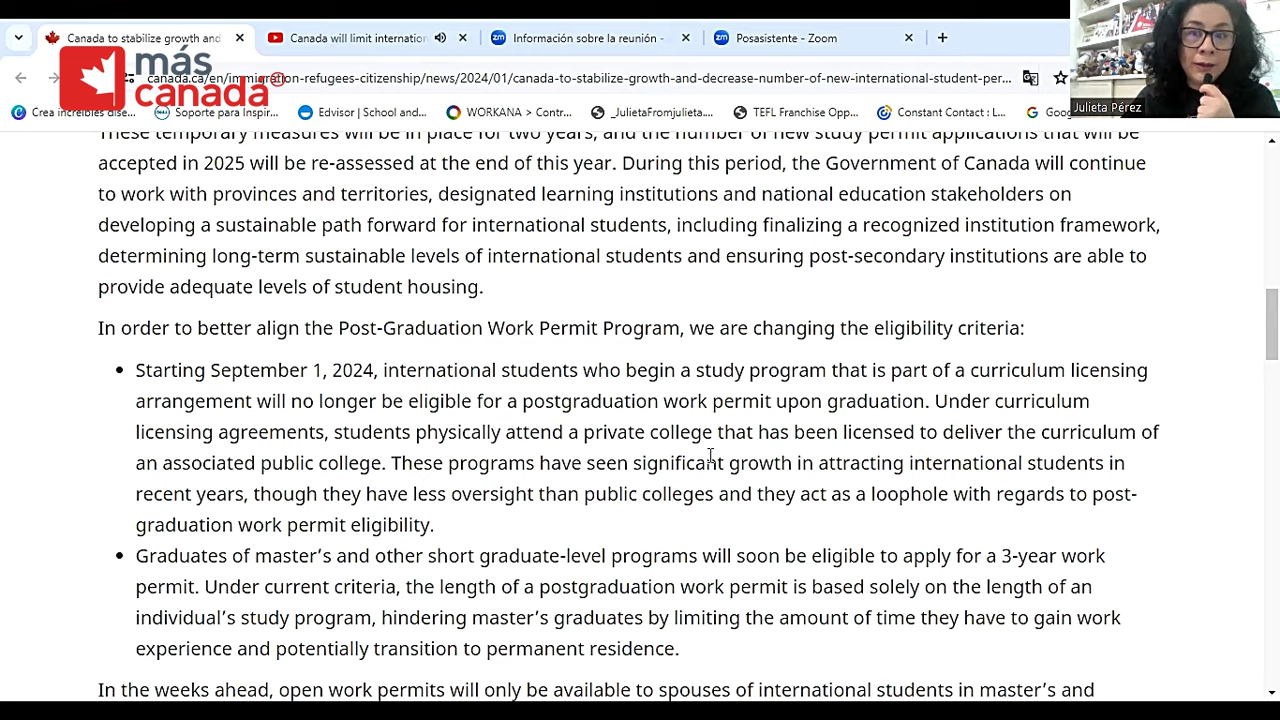 Canada to stabilize growth and
Canada will limit internation
Información sobre la reunión -
Posasistente - Zoom
más
canadá
canada.ca/en/immigration-refugees-citizenship/news/2024/01/canada-to-stabilize-growth-and-decrease-number-of-new-international-student-per...
Julieta Pérez
Crea increíbles dise...
Soporte para Inspir...
Edvisor | School and...
WORKANA > Contr...
_JulietaFromjulieta....
TEFL Franchise Opp...
Constant Contact : L...
Goog
These temporary measures will be in place for two years, and the number of new study permit applications that will be
accepted in 2025 will be re-assessed at the end of this year. During this period, the Government of Canada will continue
to work with provinces and territories, designated learning institutions and national education stakeholders on
developing a sustainable path forward for international students, including finalizing a recognized institution framework,
determining long-term sustainable levels of international students and ensuring post-secondary institutions are able to
provide adequate levels of student housing.
In order to better align the Post-Graduation Work Permit Program, we are changing the eligibility criteria:
• Starting September 1, 2024, international students who begin a study program that is part of a curriculum licensing
arrangement will no longer be eligible for a postgraduation work permit upon graduation. Under curriculum
licensing agreements, students physically attend a private college that has been licensed to deliver the curriculum of
an associated public college. These programs have seen significant growth in attracting international students in
recent years, though they have less oversight than public colleges and they act as a loophole with regards to post-
graduation work permit eligibility.
• Graduates of master’s and other short graduate-level programs will soon be eligible to apply for a 3-year work
permit. Under current criteria, the length of a postgraduation work permit is based solely on the length of an
individual’s study program, hindering master’s graduates by limiting the amount of time they have to gain work
experience and potentially transition to permanent residence.
In the weeks ahead, open work permits will only be available to spouses of international students in master’s and